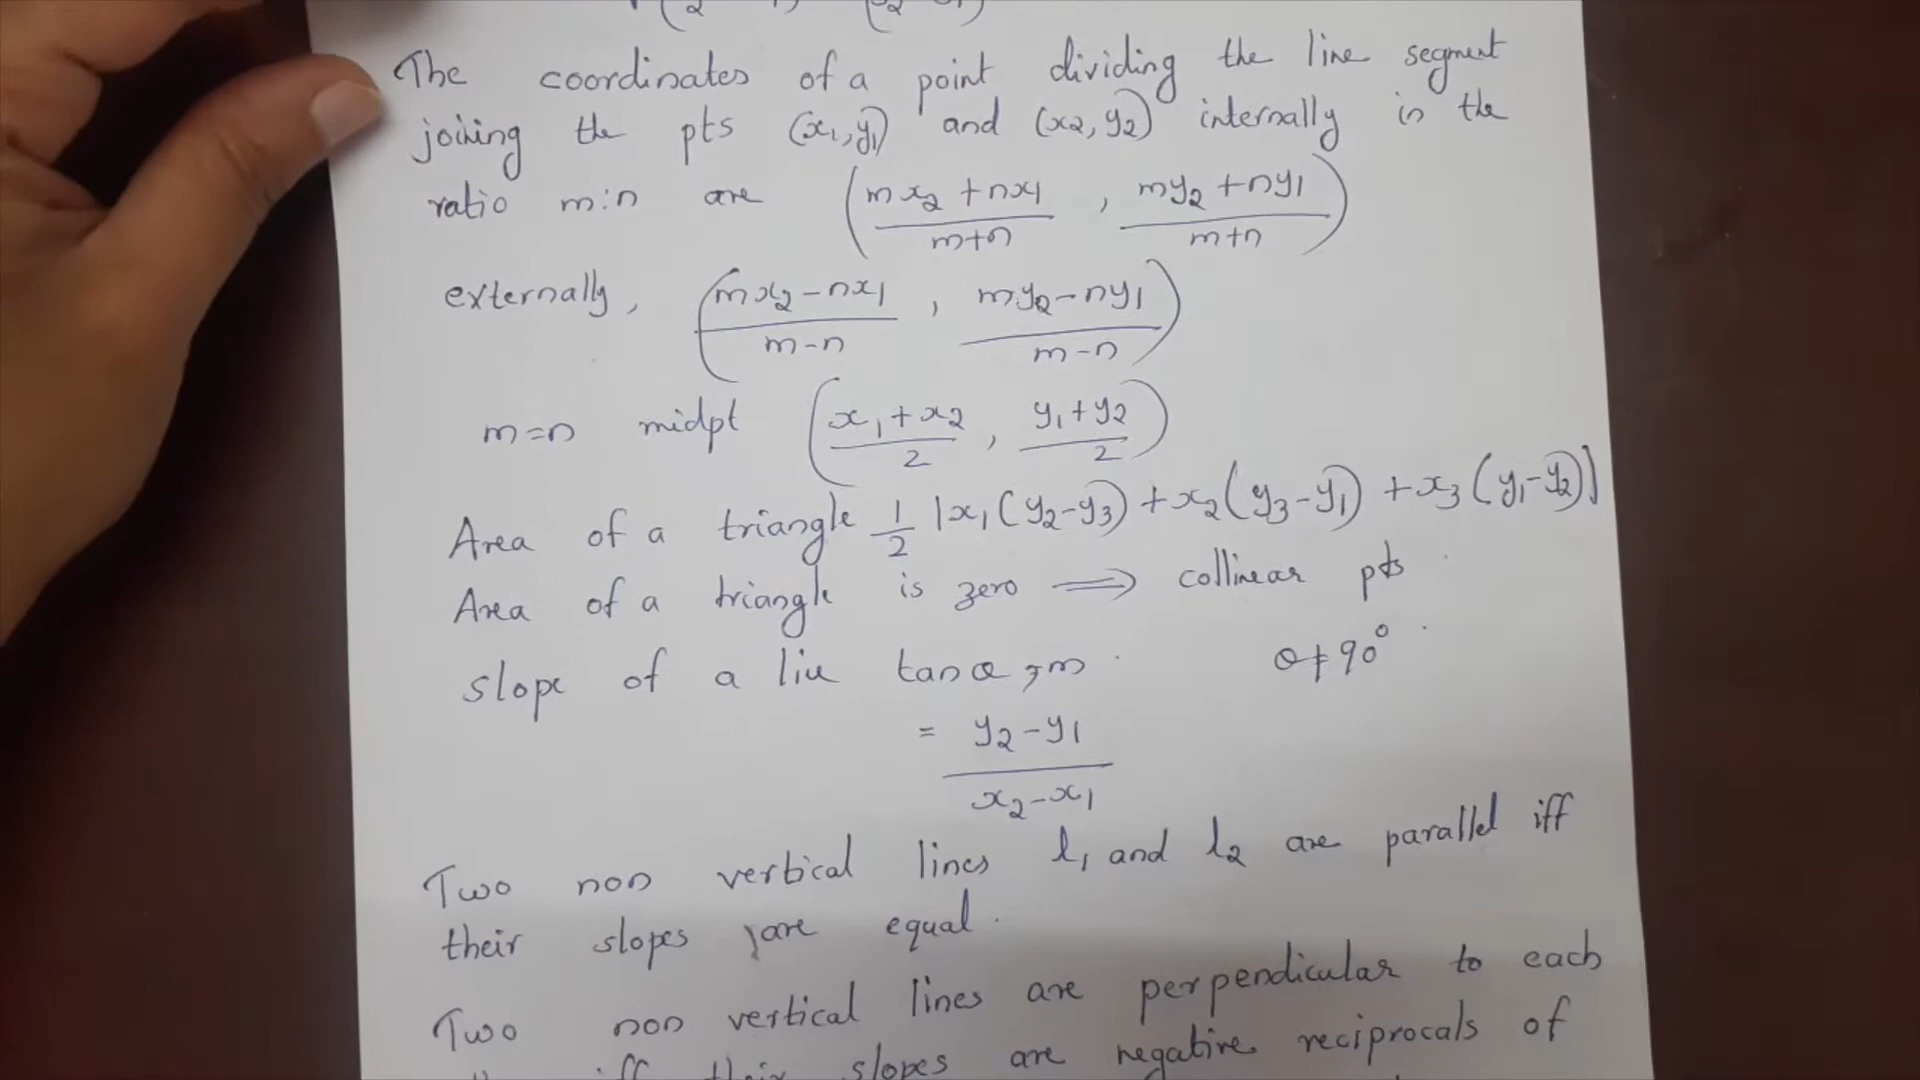 The coordinates of a point dividing the line segment
joining the pts (x₁, y₁) and (x₂, y₂) internally in the
ratio m:n are ( (mx₂ + nx₁)/(m+n) , (my₂ + ny₁)/(m+n) )
externally, ( (mx₂ - nx₁)/(m-n) , (my₂ - ny₁)/(m-n) )
m=n midpt ( (x₁ + x₂)/2 , (y₁ + y₂)/2 )
Area of a triangle 1/2 |x₁(y₂-y₃) + x₂(y₃-y₁) + x₃(y₁-y₂)|
Area of a triangle is zero ⟹ collinear pts
slope of a line tan θ = m θ ≠ 90°
= (y₂-y₁)/(x₂-x₁)
Two non vertical lines l₁ and l₂ are parallel iff
their slopes are equal.
Two non vertical lines are perpendicular to each
iff their slopes are negative reciprocals of